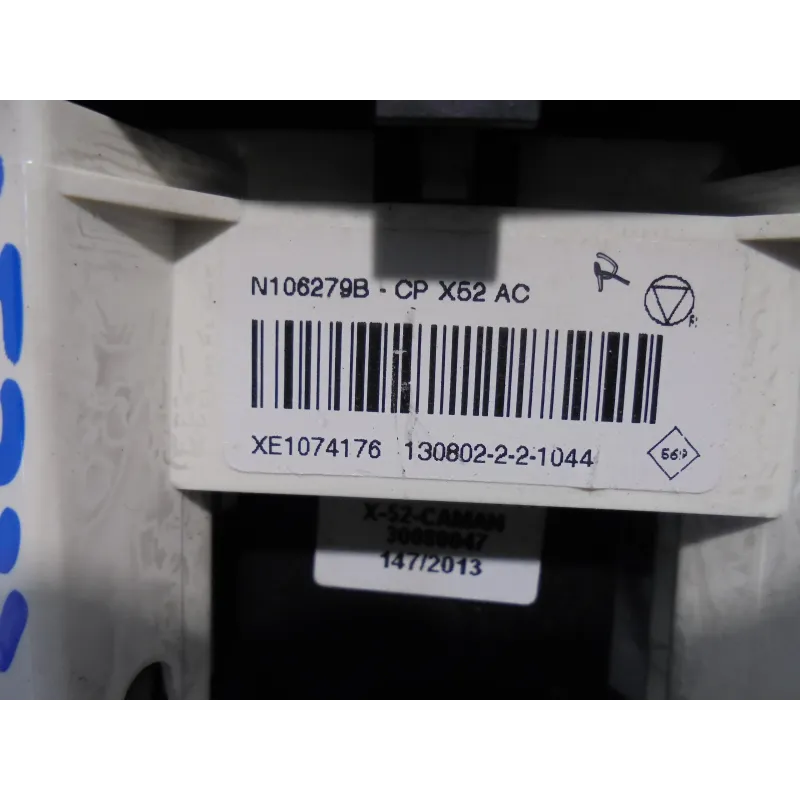 N106279B - CP X52 AC
R
XE1074176 130802-2-2-1044
X-52-CAMAN
30080047
147/2013